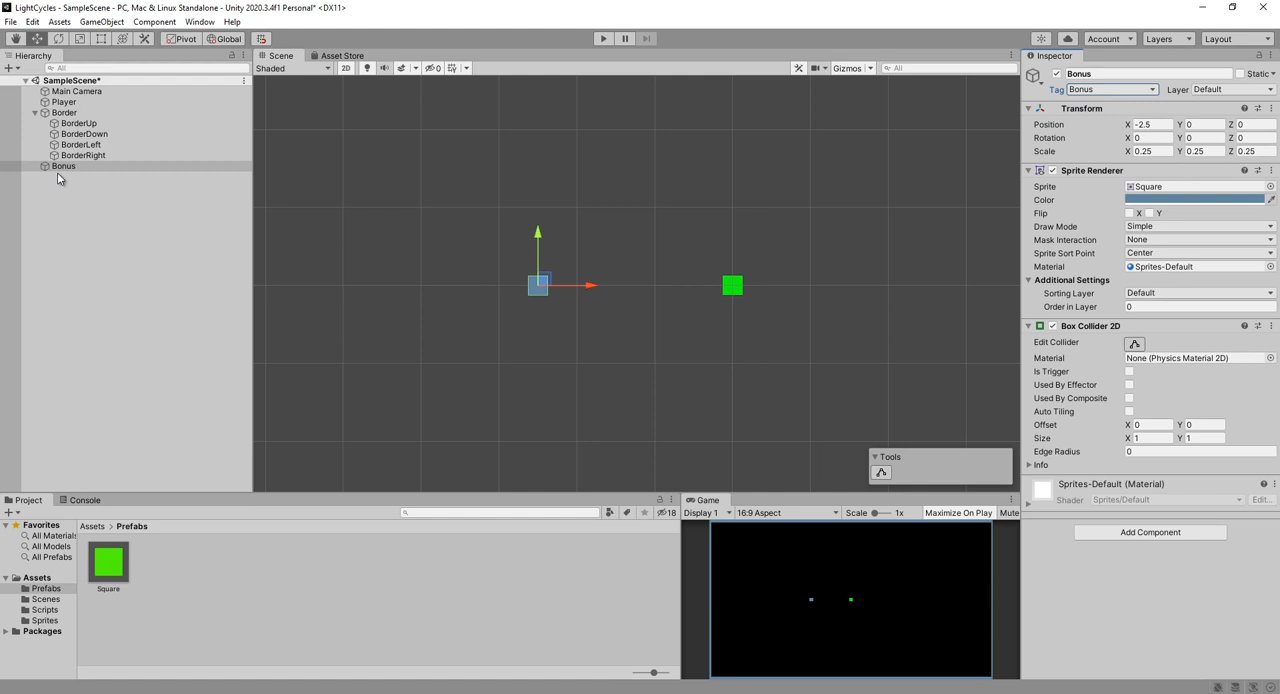 LightCycles - SampleScene - PC, Mac & Linux Standalone - Unity 2020.3.4f1 Personal* <DX11>
File Edit Assets GameObject Component Window Help
Pivot Global Account Layers Layout
Hierarchy
All
SampleScene*
Main Camera
Player
Border
BorderUp
BorderDown
BorderLeft
BorderRight
Bonus
Scene Asset Store
Shaded 2D 0 Gizmos All
Tools
Inspector
Bonus Static
Tag Bonus Layer Default
Transform
Position X -2.5 Y 0 Z 0
Rotation X 0 Y 0 Z 0
Scale X 0.25 Y 0.25 Z 0.25
Sprite Renderer
Sprite Square
Color
Flip X Y
Draw Mode Simple
Mask Interaction None
Sprite Sort Point Center
Material Sprites-Default
Additional Settings
Sorting Layer Default
Order in Layer 0
Box Collider 2D
Edit Collider
Material None (Physics Material 2D)
Is Trigger
Used By Effector
Used By Composite
Auto Tiling
Offset X 0 Y 0
Size X 1 Y 1
Edge Radius 0
Info
Sprites-Default (Material)
Shader Sprites/Default Edit...
Add Component
Project Console
18
Favorites
All Materials
All Models
All Prefabs
Assets
Prefabs
Scenes
Scripts
Sprites
Packages
Assets > Prefabs
Square
Game
Display 1 16:9 Aspect Scale 1x Maximize On Play Mute